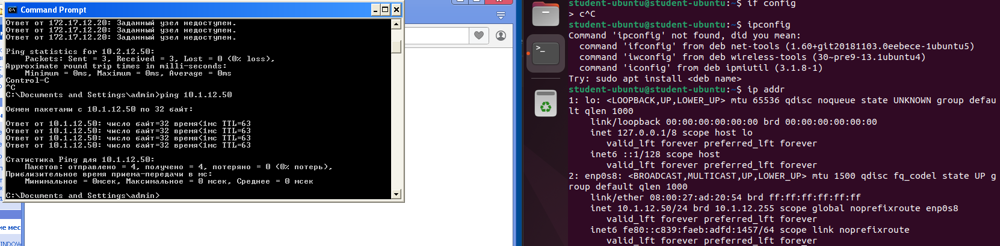 Command Prompt
Ответ от 172.17.12.20: Заданный узел недоступен.
Ответ от 172.17.12.20: Заданный узел недоступен.
Ответ от 172.17.12.20: Заданный узел недоступен.
Ping statistics for 10.2.12.50:
Packets: Sent = 3, Received = 3, Lost = 0 (0% loss),
Approximate round trip times in milli-seconds:
Minimum = 0ms, Maximum = 0ms, Average = 0ms
Control-C
^C
C:\Documents and Settings\admin>ping 10.1.12.50
Обмен пакетами с 10.1.12.50 по 32 байт:
Ответ от 10.1.12.50: число байт=32 время<1мс TTL=63
Ответ от 10.1.12.50: число байт=32 время<1мс TTL=63
Ответ от 10.1.12.50: число байт=32 время<1мс TTL=63
Ответ от 10.1.12.50: число байт=32 время<1мс TTL=63
Статистика Ping для 10.1.12.50:
Пакетов: отправлено = 4, получено = 4, потеряно = 0 (0% потерь),
Приблизительное время приема-передачи в мс:
Минимальное = 0мсек, Максимальное = 0 мсек, Среднее = 0 мсек
C:\Documents and Settings\admin>
ие мес
INDOW
student-ubuntu@student-ubuntu:~$ if config
> c^C
student-ubuntu@student-ubuntu:~$ ipconfig
Command 'ipconfig' not found, did you mean:
command 'ifconfig' from deb net-tools (1.60+git20181103.0eebece-1ubuntu5)
command 'iwconfig' from deb wireless-tools (30~pre9-13.1ubuntu4)
command 'iconfig' from deb ipmiutil (3.1.8-1)
Try: sudo apt install <deb name>
student-ubuntu@student-ubuntu:~$ ip addr
1: lo: <LOOPBACK,UP,LOWER_UP> mtu 65536 qdisc noqueue state UNKNOWN group defau
lt qlen 1000
link/loopback 00:00:00:00:00:00 brd 00:00:00:00:00:00
inet 127.0.0.1/8 scope host lo
valid_lft forever preferred_lft forever
inet6 ::1/128 scope host
valid_lft forever preferred_lft forever
2: enp0s8: <BROADCAST,MULTICAST,UP,LOWER_UP> mtu 1500 qdisc fq_codel state UP g
roup default qlen 1000
link/ether 08:00:27:ad:20:54 brd ff:ff:ff:ff:ff:ff
inet 10.1.12.50/24 brd 10.1.12.255 scope global noprefixroute enp0s8
valid_lft forever preferred_lft forever
inet6 fe80::c839:faeb:adfd:1457/64 scope link noprefixroute
valid_lft forever preferred_lft forever